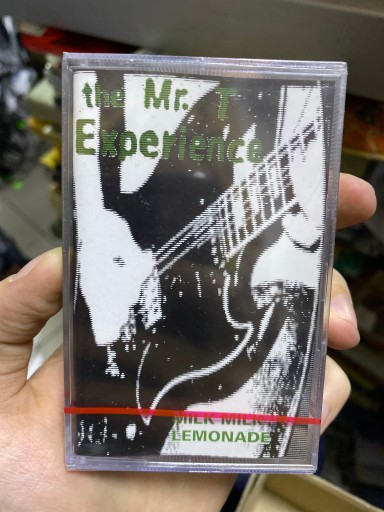 the Mr. T
Experience
MILK MILK
LEMONADE